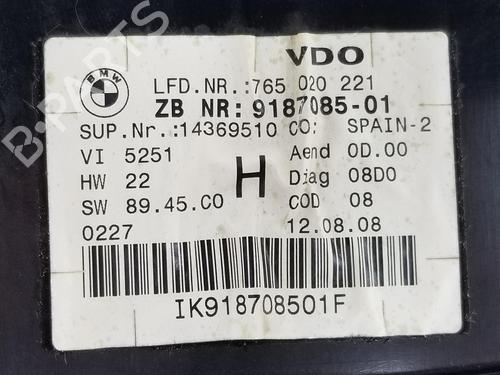 VDO
BMW
LFD.NR.:765 020 221
ZB NR: 9187085-01
SUP.Nr.:14369510 CO: SPAIN-2
VI 5251 Aend 0D.00
HW 22 H Diag 08D0
SW 89.45.C0 COD 08
0227 12.08.08
IK918708501F
B-PARTS